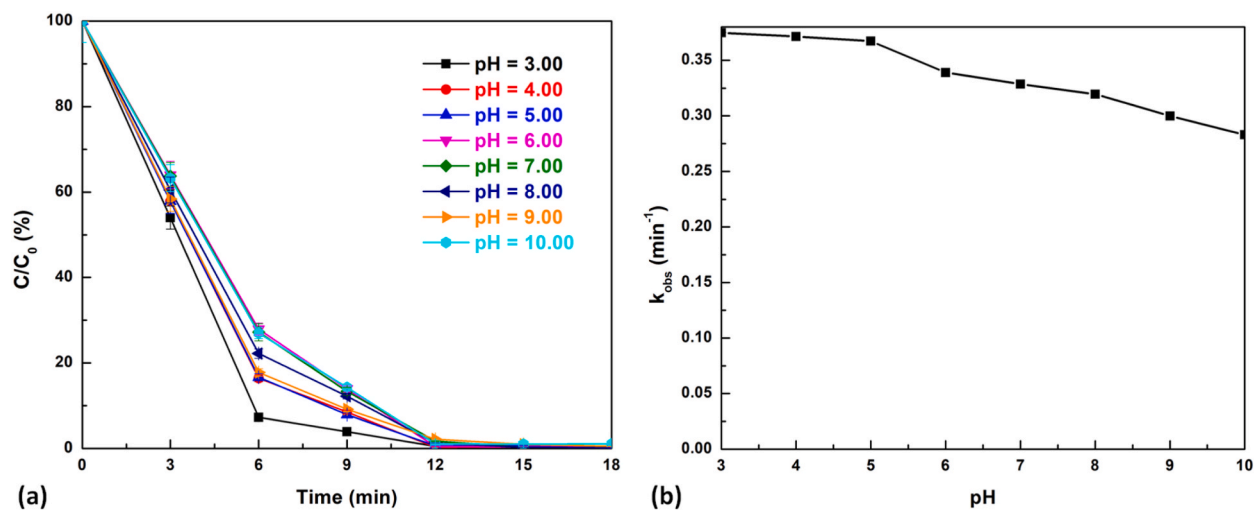 100
80
60
40
20
0
C/C0 (%)
pH = 3.00
pH = 4.00
pH = 5.00
pH = 6.00
pH = 7.00
pH = 8.00
pH = 9.00
pH = 10.00
0 3 6 9 12 15 18
Time (min)
(a)
0.35
0.30
0.25
0.20
0.15
0.10
0.05
0.00
kobs (min-1)
3 4 5 6 7 8 9 10
pH
(b)